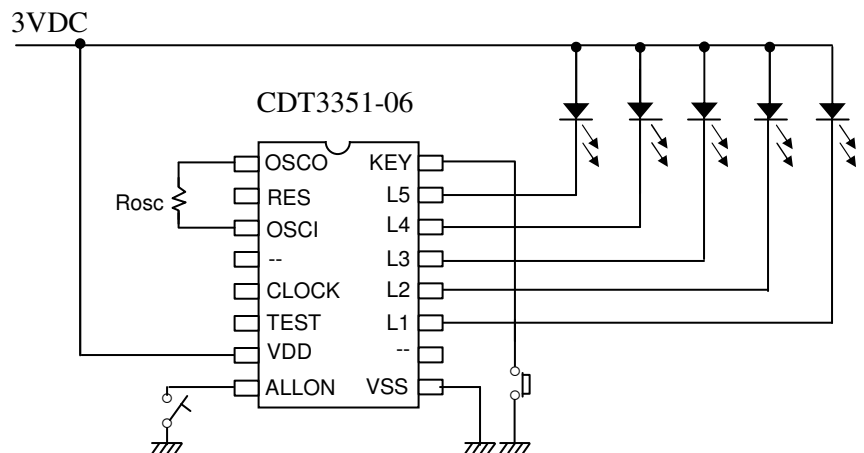 3VDC
CDT3351-06
OSCO KEY
RES L5
Rosc
OSCI L4
-- L3
CLOCK L2
TEST L1
VDD --
ALLON VSS